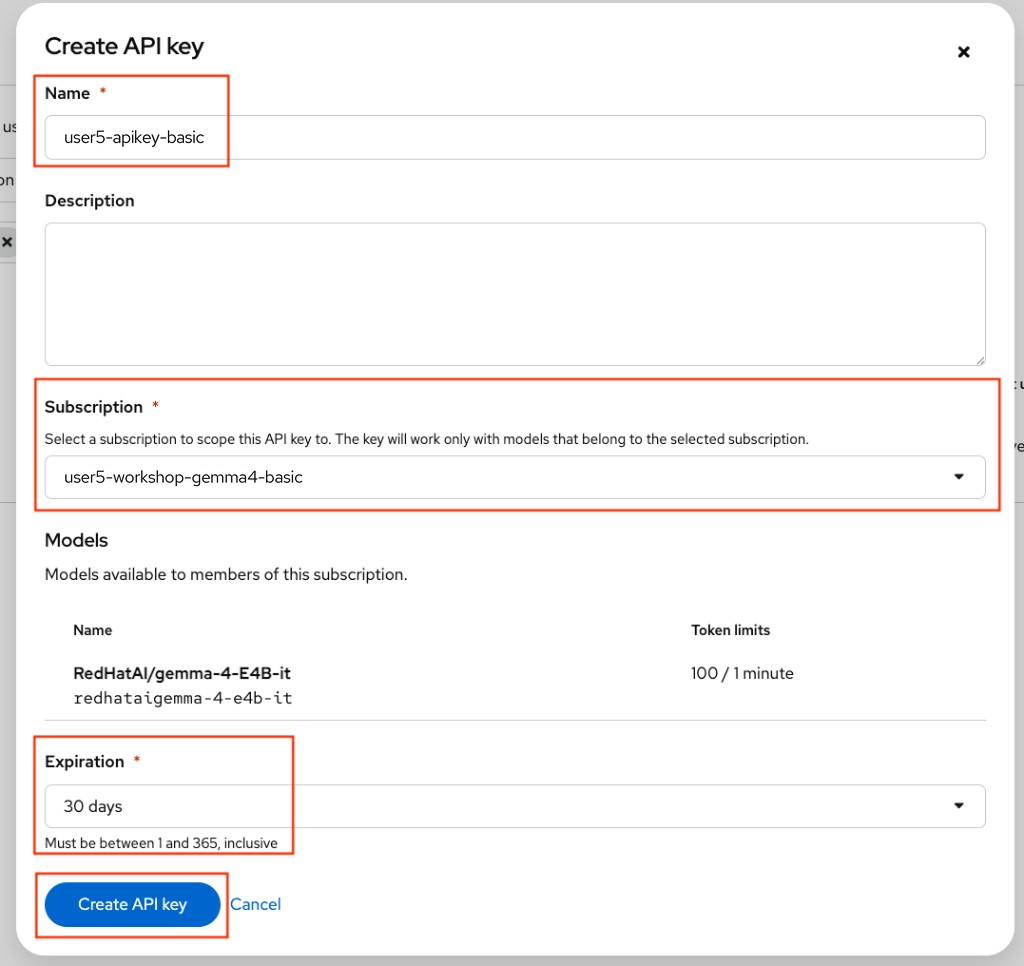 Create API key
Name *
us
user5-apikey-basic
on
Description
Subscription *
Select a subscription to scope this API key to. The key will work only with models that belong to the selected subscription.
user5-workshop-gemma4-basic
Models
Models available to members of this subscription.
Name Token limits
RedHatAI/gemma-4-E4B-it 100 / 1 minute
redhataigemma-4-e4b-it
Expiration *
30 days
Must be between 1 and 365, inclusive
Create API key Cancel